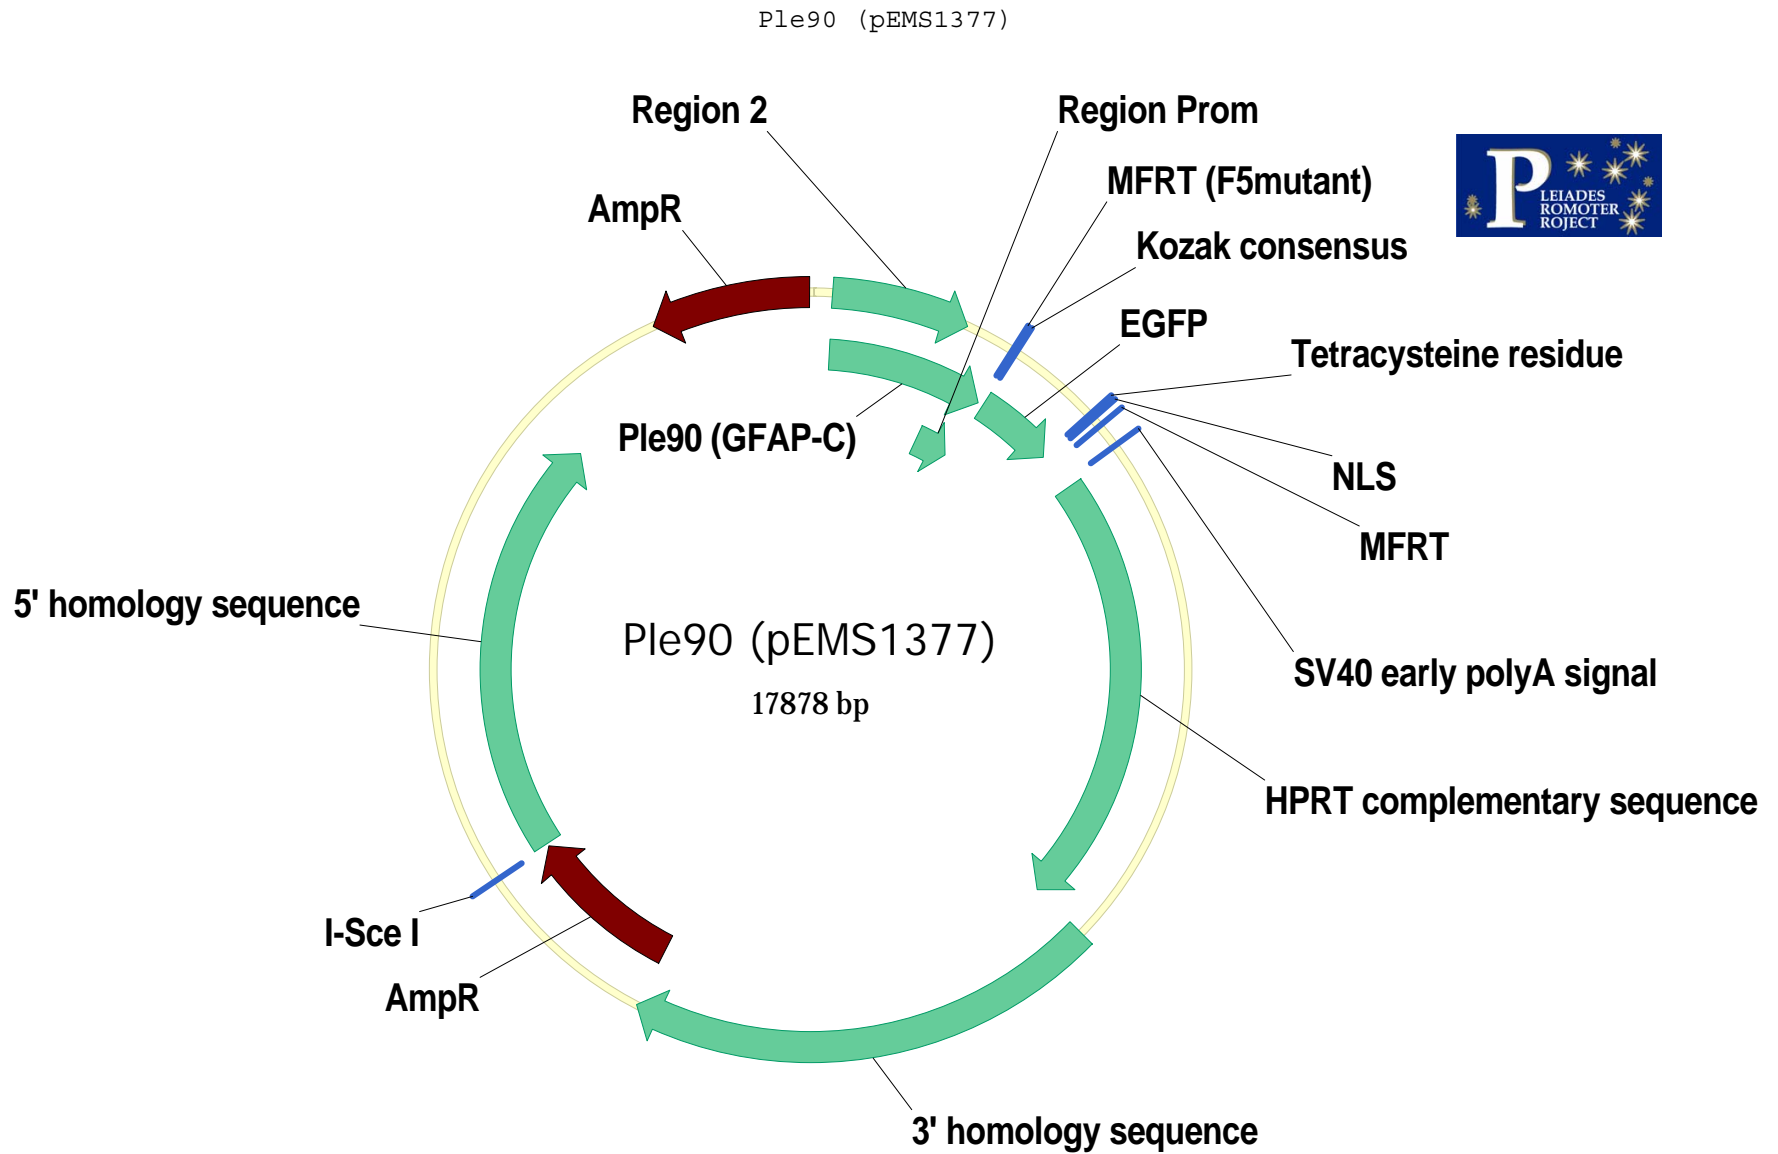 Ple90 (pEMS1377)
Region 2
Region Prom
MFRT (F5mutant)
PLEIADES
PROMOTER
PROJECT
AmpR
Kozak consensus
EGFP
Tetracysteine residue
Ple90 (GFAP-C)
NLS
MFRT
5' homology sequence
Ple90 (pEMS1377)
17878 bp
SV40 early polyA signal
HPRT complementary sequence
I-Sce I
AmpR
3' homology sequence